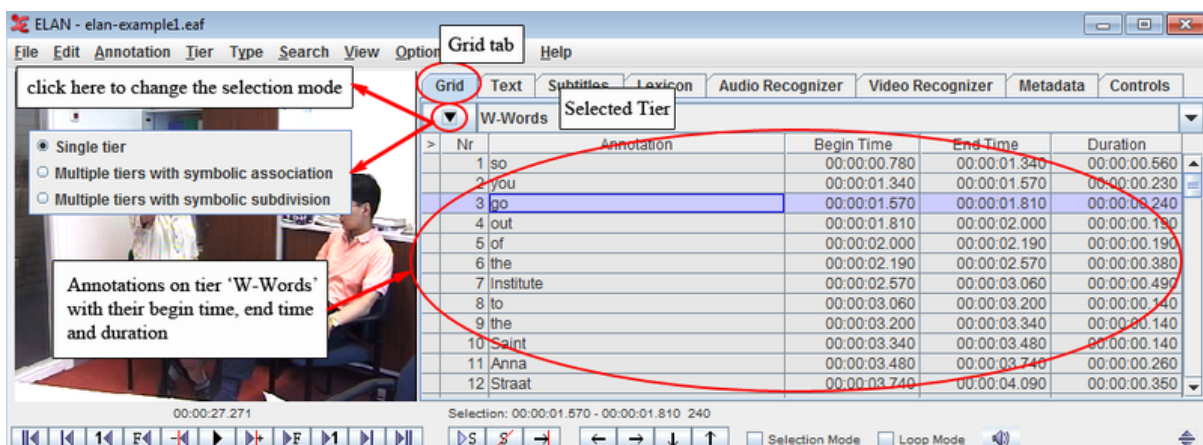 ELAN - elan-example1.eaf
File Edit Annotation Tier Type Search View Option Help
Grid tab
click here to change the selection mode
Grid Text Subtitles Lexicon Audio Recognizer Video Recognizer Metadata Controls
W-Words
Selected Tier
Single tier
Multiple tiers with symbolic association
Multiple tiers with symbolic subdivision
> Nr Annotation Begin Time End Time Duration
1 so 00:00:00.780 00:00:01.340 00:00:00.560
2 you 00:00:01.340 00:00:01.570 00:00:00.230
3 go 00:00:01.570 00:00:01.810 00:00:00.240
4 out 00:00:01.810 00:00:02.000 00:00:00.190
5 of 00:00:02.000 00:00:02.190 00:00:00.190
6 the 00:00:02.190 00:00:02.570 00:00:00.380
7 Institute 00:00:02.570 00:00:03.060 00:00:00.490
8 to 00:00:03.060 00:00:03.200 00:00:00.140
9 the 00:00:03.200 00:00:03.340 00:00:00.140
10 Saint 00:00:03.340 00:00:03.480 00:00:00.140
11 Anna 00:00:03.480 00:00:03.740 00:00:00.260
12 Straat 00:00:03.740 00:00:04.090 00:00:00.350
Annotations on tier ‘W-Words’
with their begin time, end time
and duration
00:00:27.271
Selection: 00:00:01.570 - 00:00:01.810 240
1 F F 1 S S
Selection Mode Loop Mode